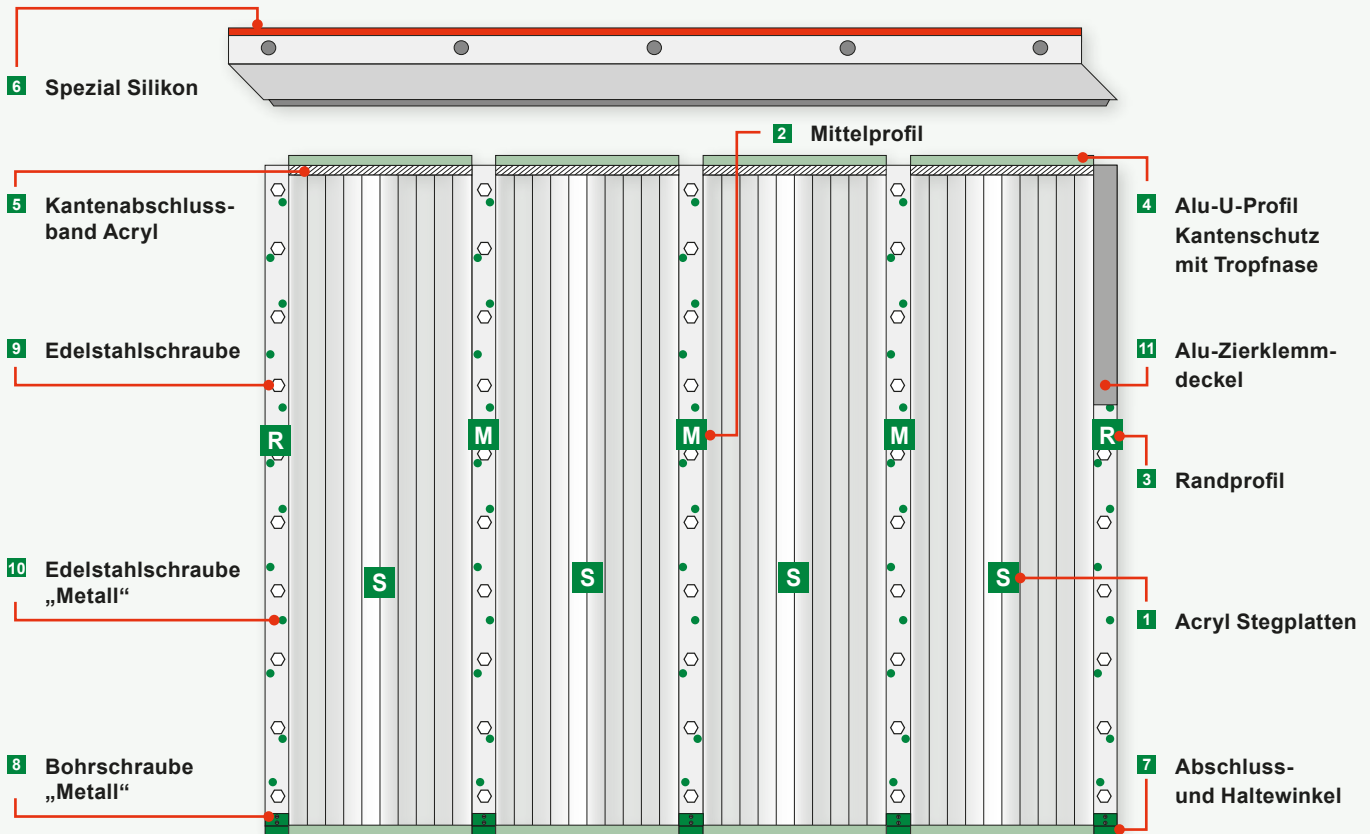 6 Spezial Silikon
2 Mittelprofil
5 Kantenabschluss-
band Acryl
4 Alu-U-Profil
Kantenschutz
mit Tropfnase
9 Edelstahlschraube
11 Alu-Zierklemm-
deckel
R M M M R
3 Randprofil
10 Edelstahlschraube
„Metall“
S S S S
1 Acryl Stegplatten
8 Bohrschraube
„Metall“
7 Abschluss-
und Haltewinkel